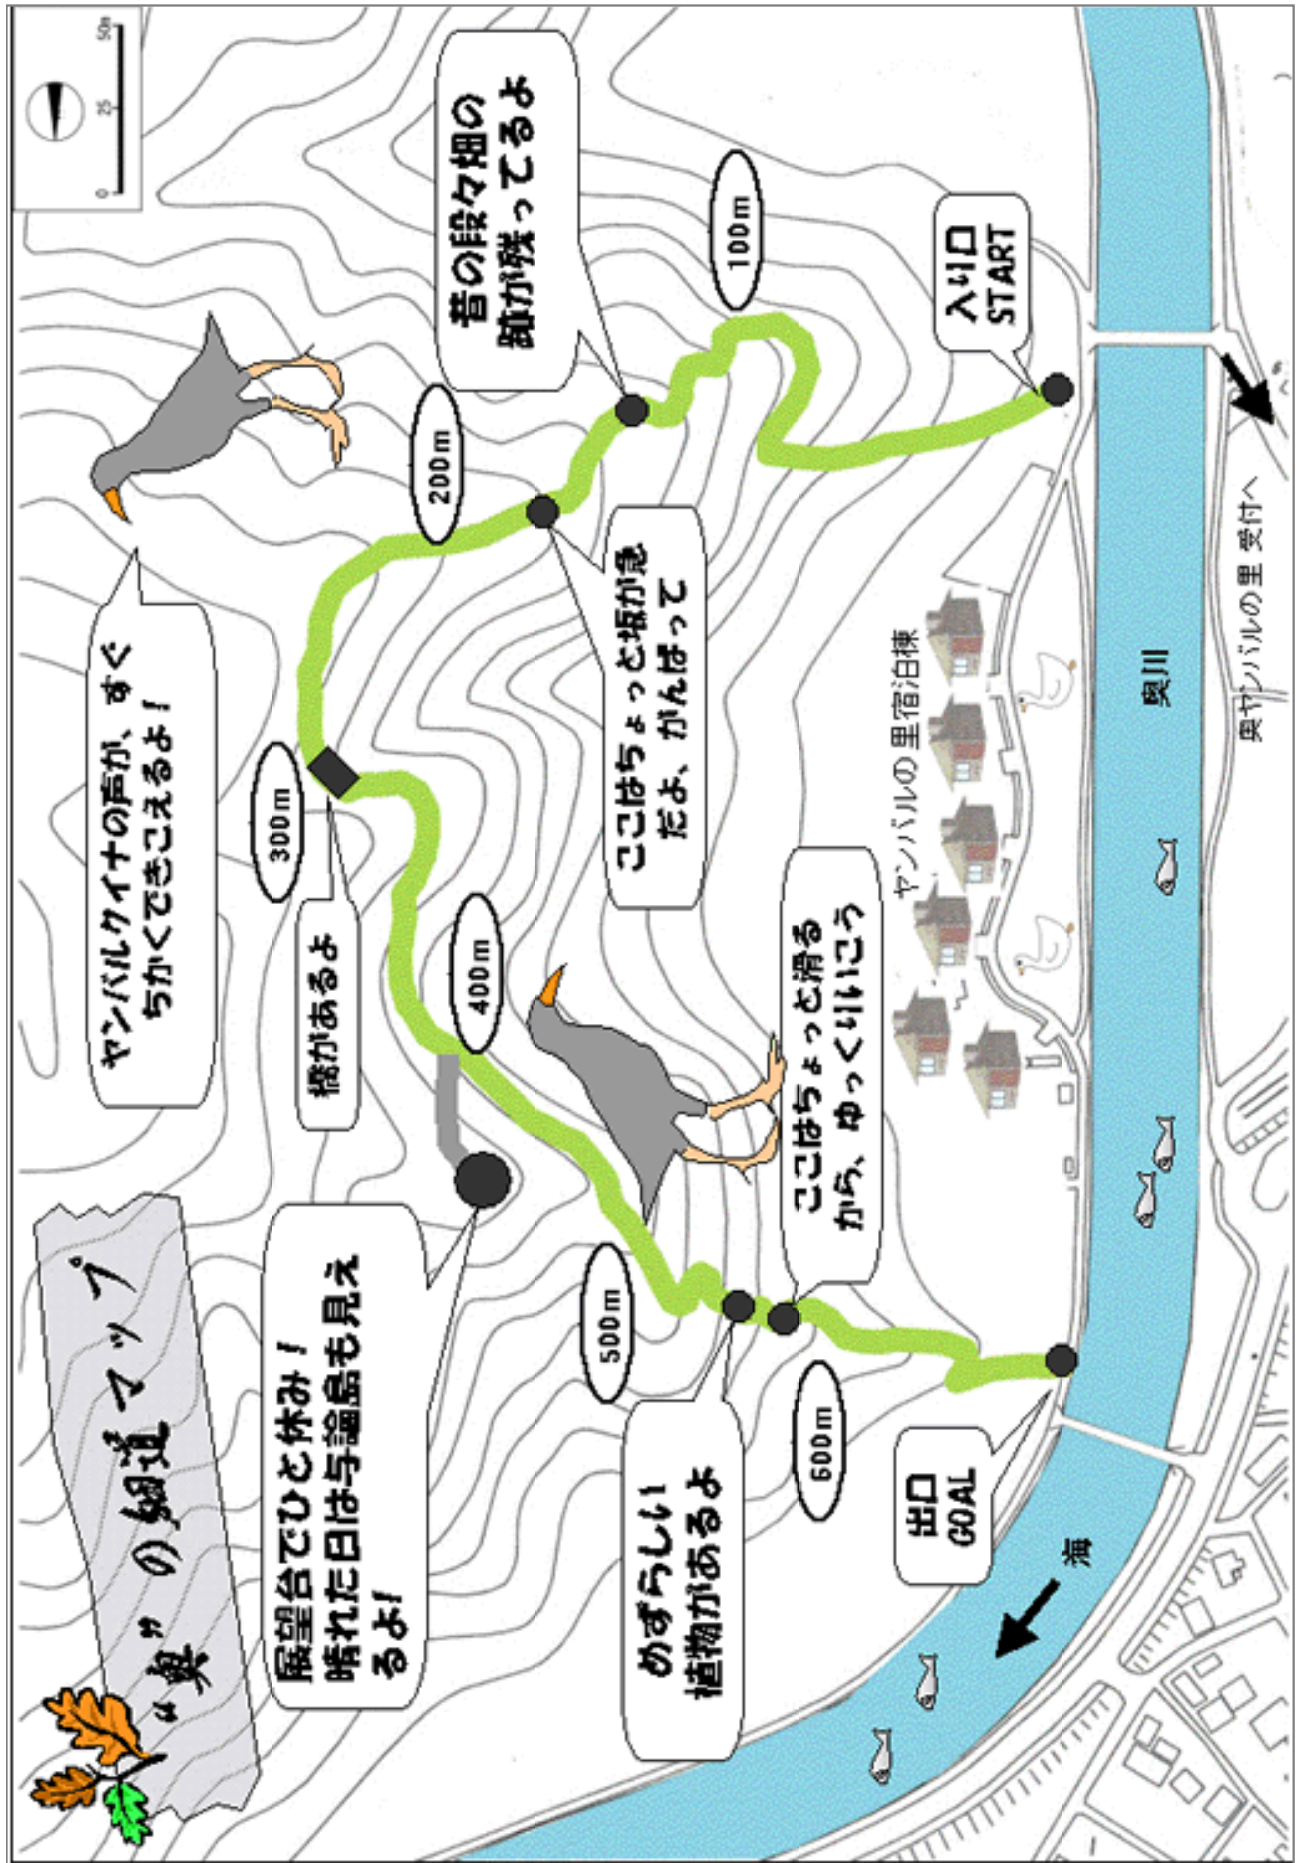 “奥”の細道マップ
展望台でひと休み！
晴れた日は与論島も見え
るよ！
ヤンバルクイナの声が、すぐ
ちかくできこえるよ！
橋があるよ
0 25 50m
300m
400m
200m
500m
昔の段々畑の
跡が残ってるよ
めずらしい
植物があるよ
ここはちょっと坂が急
だよ、がんばって
100m
600m
ここはちょっと滑る
から、ゆっくりいこう
ヤンバルの里宿泊棟
出口
GOAL
入り口
START
海
奥川
奥ヤンバルの里 受付へ